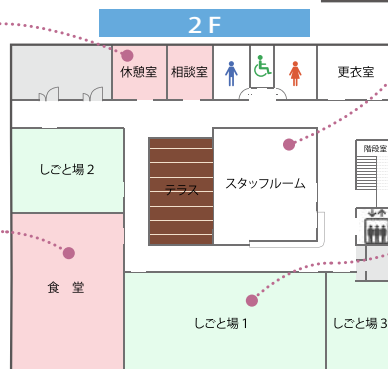 2F
休憩室
相談室
更衣室
階段室
しごと場2
テラス
スタッフルーム
食 堂
しごと場1
しごと場3